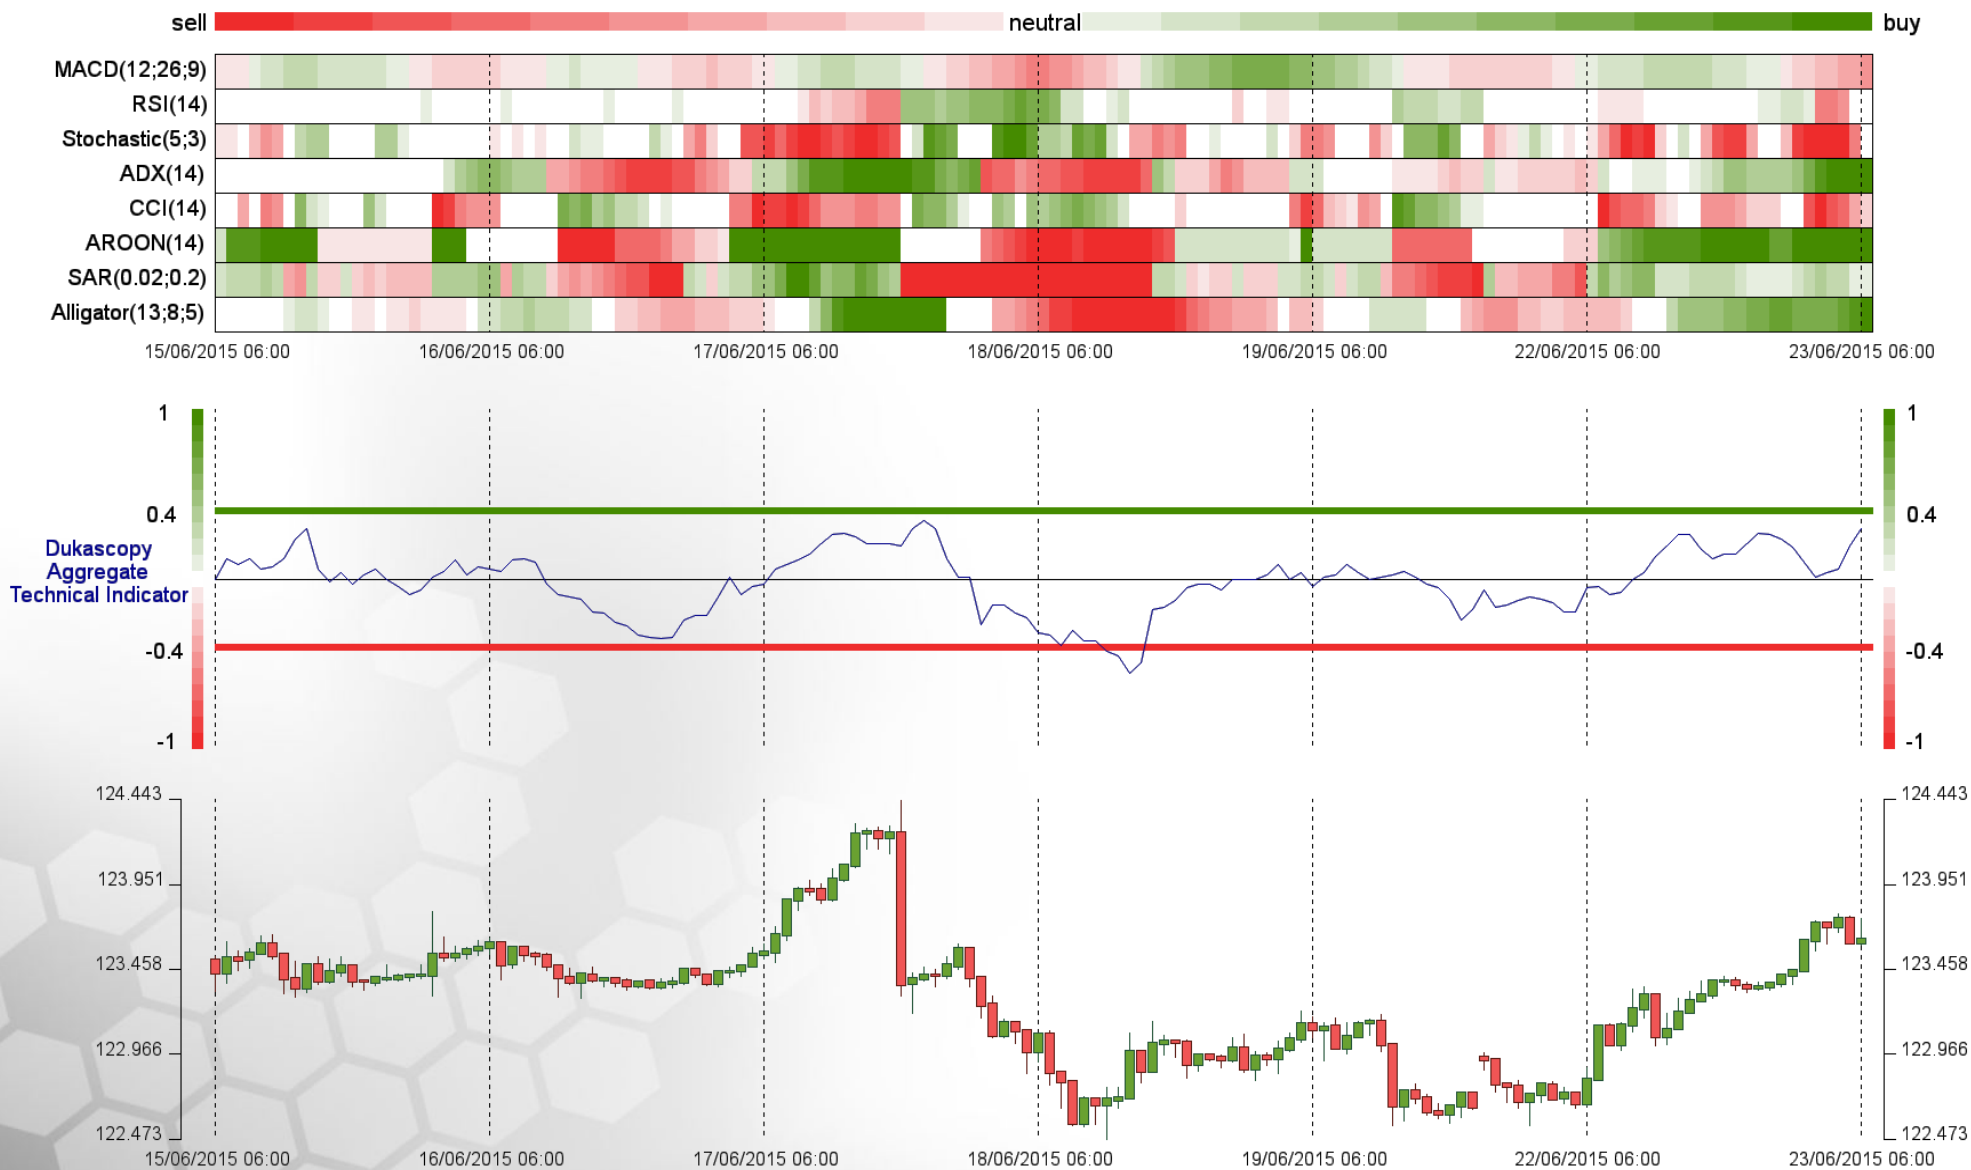 sell neutral buy
MACD(12;26;9)
RSI(14)
Stochastic(5;3)
ADX(14)
CCI(14)
AROON(14)
SAR(0.02;0.2)
Alligator(13;8;5)
15/06/2015 06:00 16/06/2015 06:00 17/06/2015 06:00 18/06/2015 06:00 19/06/2015 06:00 22/06/2015 06:00 23/06/2015 06:00
1 1
0.4 0.4
Dukascopy
Aggregate
Technical Indicator
-0.4 -0.4
-1 -1
124.443 124.443
123.951 123.951
123.458 123.458
122.966 122.966
122.473 122.473
15/06/2015 06:00 16/06/2015 06:00 17/06/2015 06:00 18/06/2015 06:00 19/06/2015 06:00 22/06/2015 06:00 23/06/2015 06:00